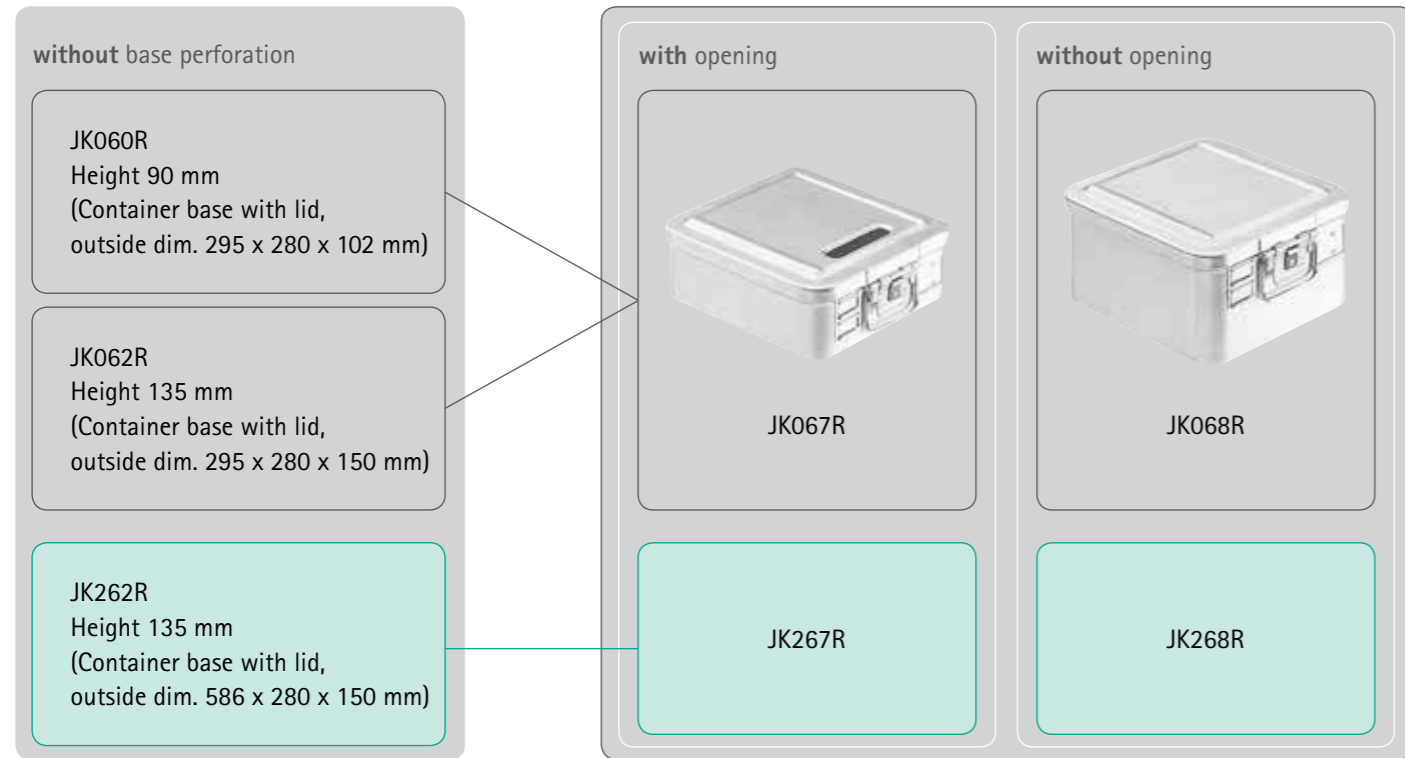 without base perforation
JK060R
Height 90 mm
(Container base with lid,
outside dim. 295 x 280 x 102 mm)
JK062R
Height 135 mm
(Container base with lid,
outside dim. 295 x 280 x 150 mm)
JK262R
Height 135 mm
(Container base with lid,
outside dim. 586 x 280 x 150 mm)
with opening
JK067R
JK267R
without opening
JK068R
JK268R